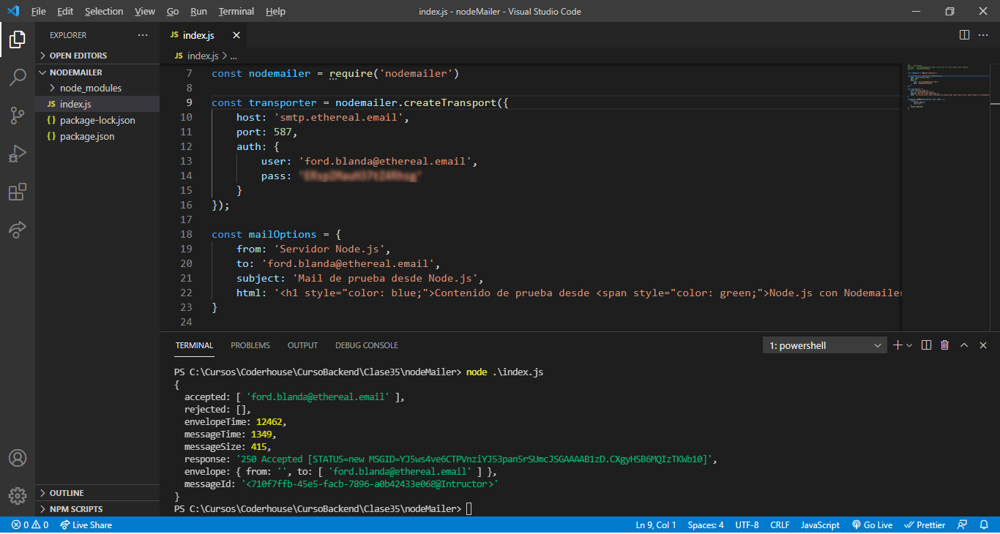 File Edit Selection View Go Run Terminal Help index.js - nodeMailer - Visual Studio Code
EXPLORER ···
OPEN EDITORS
NODEMAILER
node_modules
JS index.js
{} package-lock.json
{} package.json
OUTLINE
NPM SCRIPTS
JS index.js
JS index.js > ...
7 const nodemailer = require('nodemailer')
8
9 const transporter = nodemailer.createTransport({
10 host: 'smtp.ethereal.email',
11 port: 587,
12 auth: {
13 user: 'ford.blanda@ethereal.email',
14 pass:
15 }
16 });
17
18 const mailOptions = {
19 from: 'Servidor Node.js',
20 to: 'ford.blanda@ethereal.email',
21 subject: 'Mail de prueba desde Node.js',
22 html: '<h1 style="color: blue;">Contenido de prueba desde <span style="color: green;">Node.js con Nodemailer
23 }
24
TERMINAL PROBLEMS OUTPUT DEBUG CONSOLE 1: powershell
PS C:\Cursos\Coderhouse\CursoBackend\Clase35\nodeMailer> node .\index.js
{
accepted: [ 'ford.blanda@ethereal.email' ],
rejected: [],
envelopeTime: 12462,
messageTime: 1349,
messageSize: 415,
response: '250 Accepted [STATUS=new MSGID=YJ5ws4ve6CTPVnziYJ53pan5rSUmcJSGAAAAB1zD.CXgyHSB6MQIzTKWb10]',
envelope: { from: '', to: [ 'ford.blanda@ethereal.email' ] },
messageId: '<710f7ffb-45e5-facb-7896-a0b42433e068@Intructor>'
}
PS C:\Cursos\Coderhouse\CursoBackend\Clase35\nodeMailer>
0 0 Live Share Ln 9, Col 1 Spaces: 4 UTF-8 CRLF JavaScript Go Live Prettier